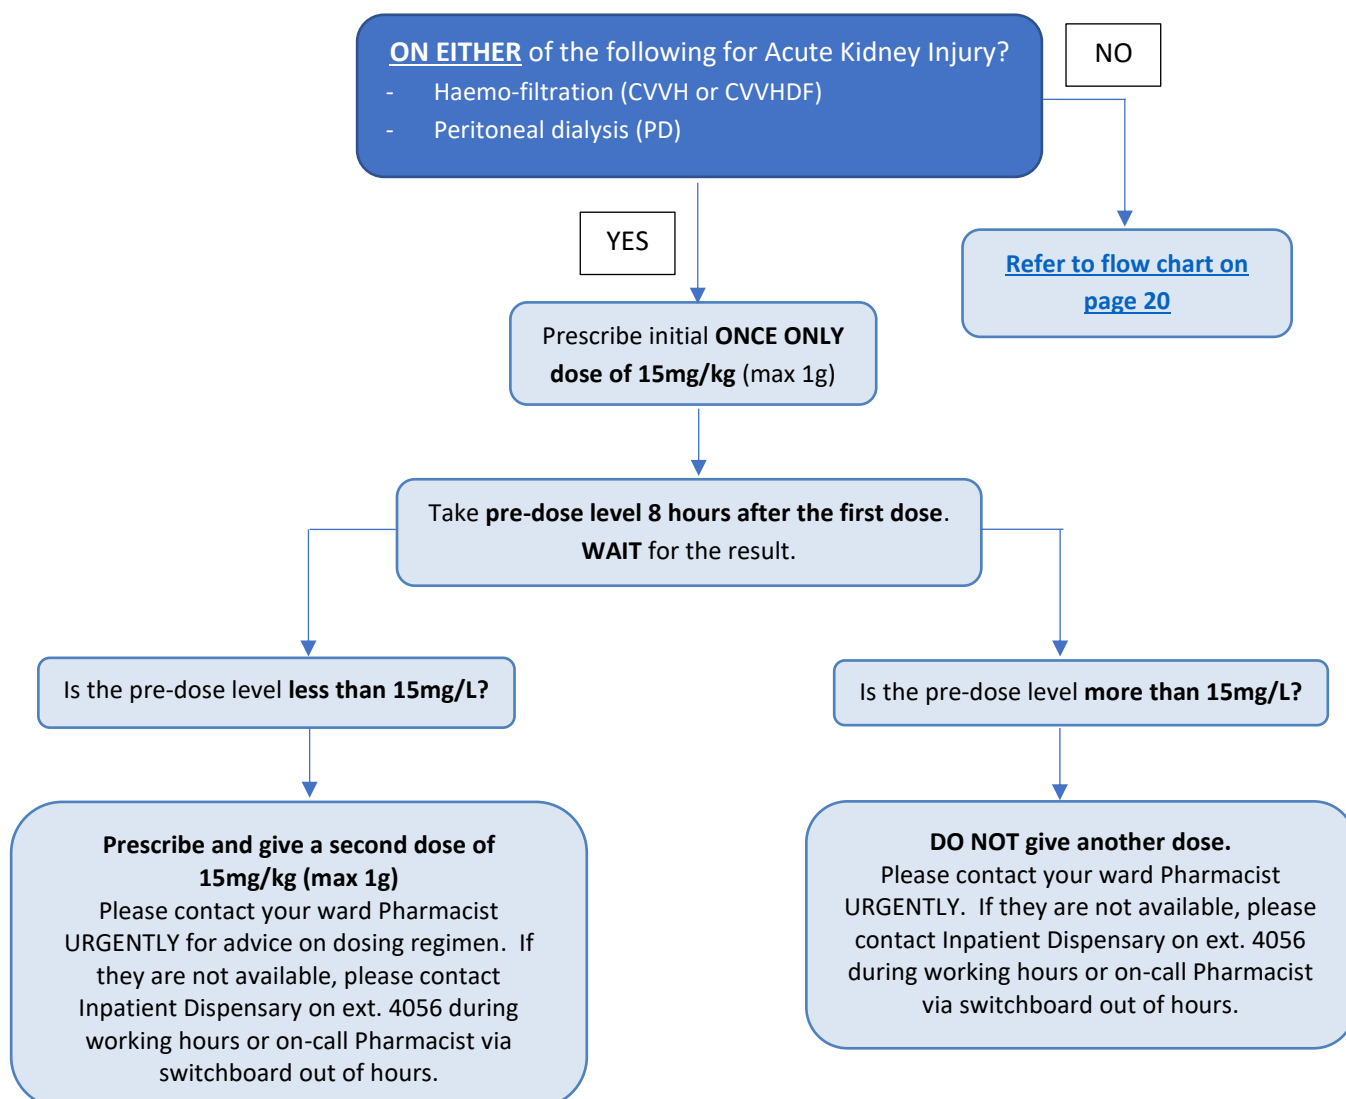 ON EITHER of the following for Acute Kidney Injury?
- Haemo-filtration (CVVH or CVVHDF)
- Peritoneal dialysis (PD)
NO
YES
Refer to flow chart on
page 20
Prescribe initial ONCE ONLY
dose of 15mg/kg (max 1g)
Take pre-dose level 8 hours after the first dose.
WAIT for the result.
Is the pre-dose level less than 15mg/L?
Is the pre-dose level more than 15mg/L?
Prescribe and give a second dose of
15mg/kg (max 1g)
Please contact your ward Pharmacist
URGENTLY for advice on dosing regimen. If
they are not available, please contact
Inpatient Dispensary on ext. 4056 during
working hours or on-call Pharmacist via
switchboard out of hours.
DO NOT give another dose.
Please contact your ward Pharmacist
URGENTLY. If they are not available, please
contact Inpatient Dispensary on ext. 4056
during working hours or on-call Pharmacist
via switchboard out of hours.